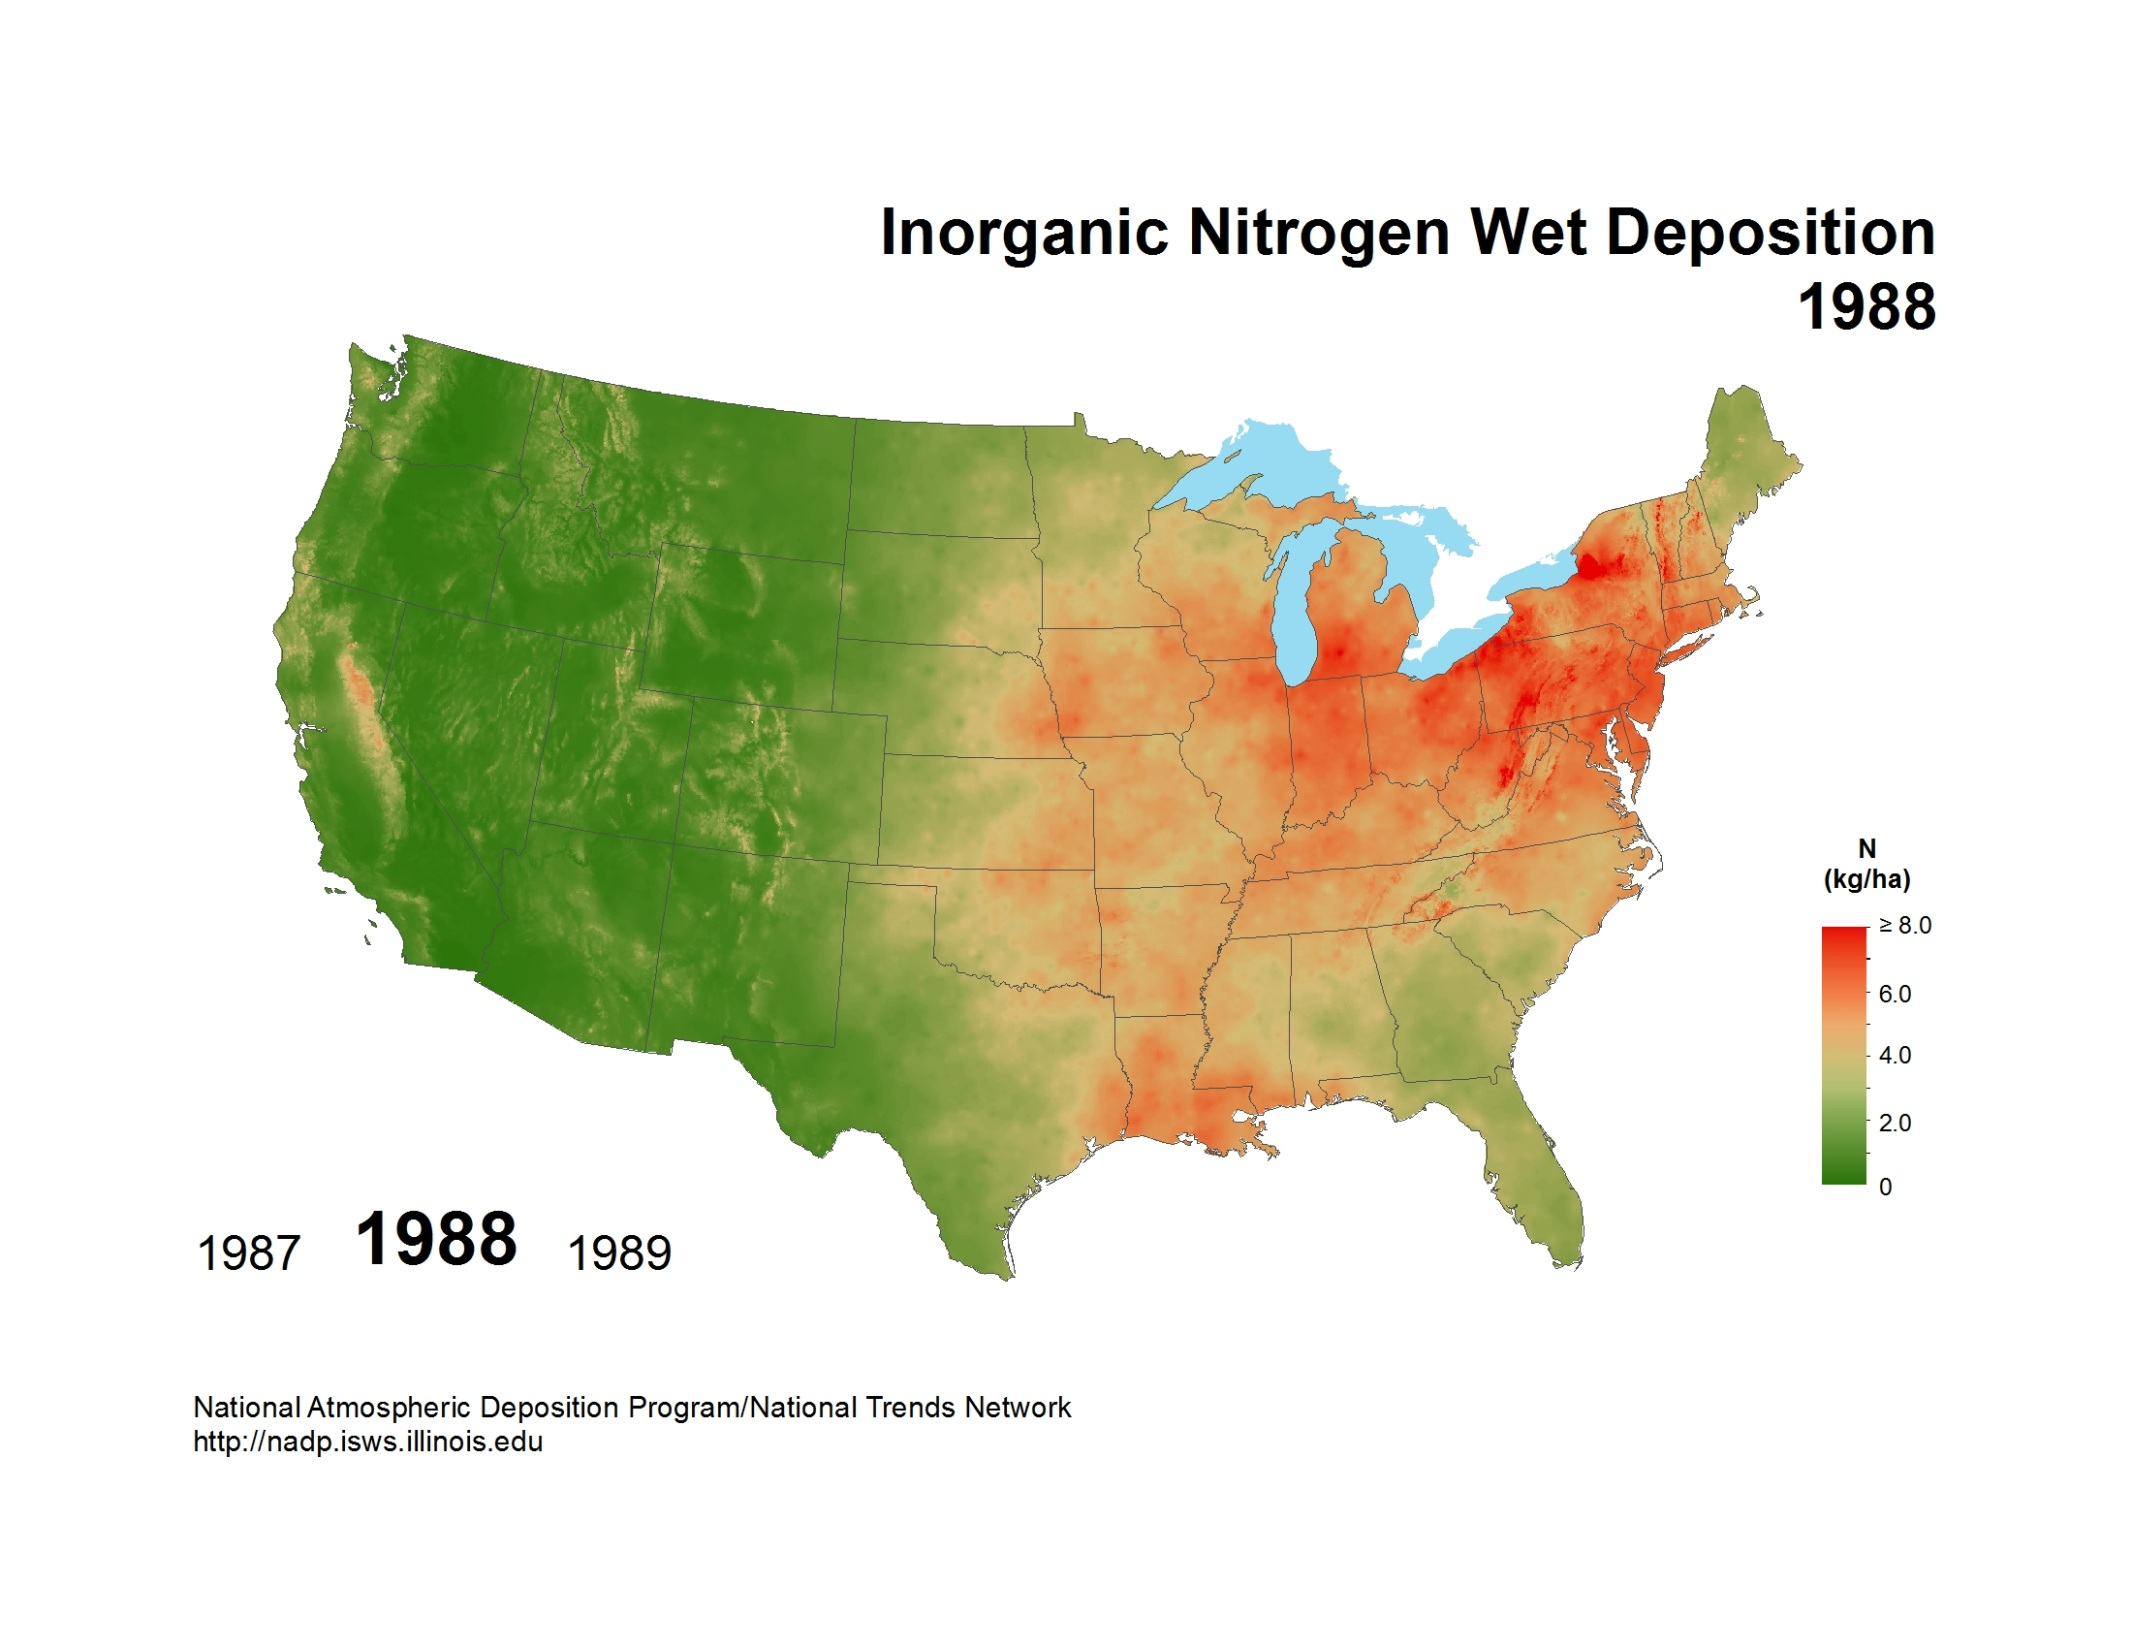 Inorganic Nitrogen Wet Deposition
1988
N
(kg/ha)
≥ 8.0
6.0
4.0
2.0
0
1987 1988 1989
National Atmospheric Deposition Program/National Trends Network
http://nadp.isws.illinois.edu